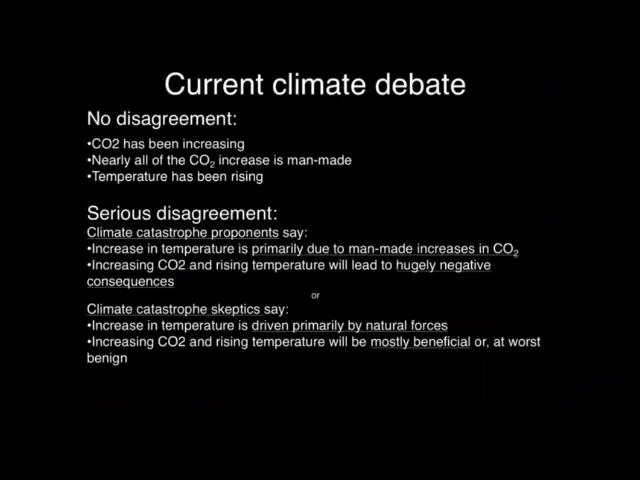 Current climate debate
No disagreement:
•CO2 has been increasing
•Nearly all of the CO₂ increase is man-made
•Temperature has been rising
Serious disagreement:
Climate catastrophe proponents say:
•Increase in temperature is primarily due to man-made increases in CO₂
•Increasing CO2 and rising temperature will lead to hugely negative
consequences
or
Climate catastrophe skeptics say:
•Increase in temperature is driven primarily by natural forces
•Increasing CO2 and rising temperature will be mostly beneficial or, at worst
benign